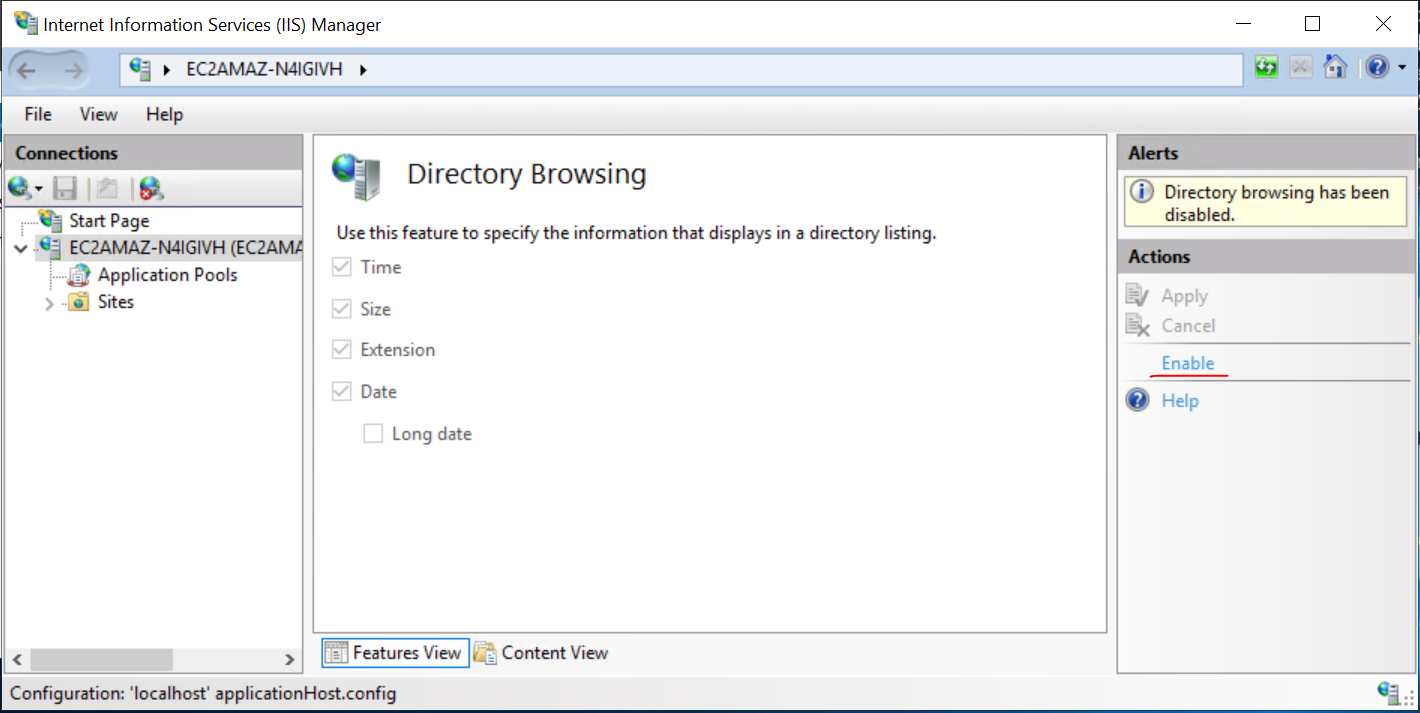 Internet Information Services (IIS) Manager
EC2AMAZ-N4IGIVH
File View Help
Connections
Start Page
EC2AMAZ-N4IGIVH (EC2AMA
Application Pools
Sites
Directory Browsing
Use this feature to specify the information that displays in a directory listing.
Time
Size
Extension
Date
Long date
Features View
Content View
Alerts
Directory browsing has been
disabled.
Actions
Apply
Cancel
Enable
Help
Configuration: 'localhost' applicationHost.config